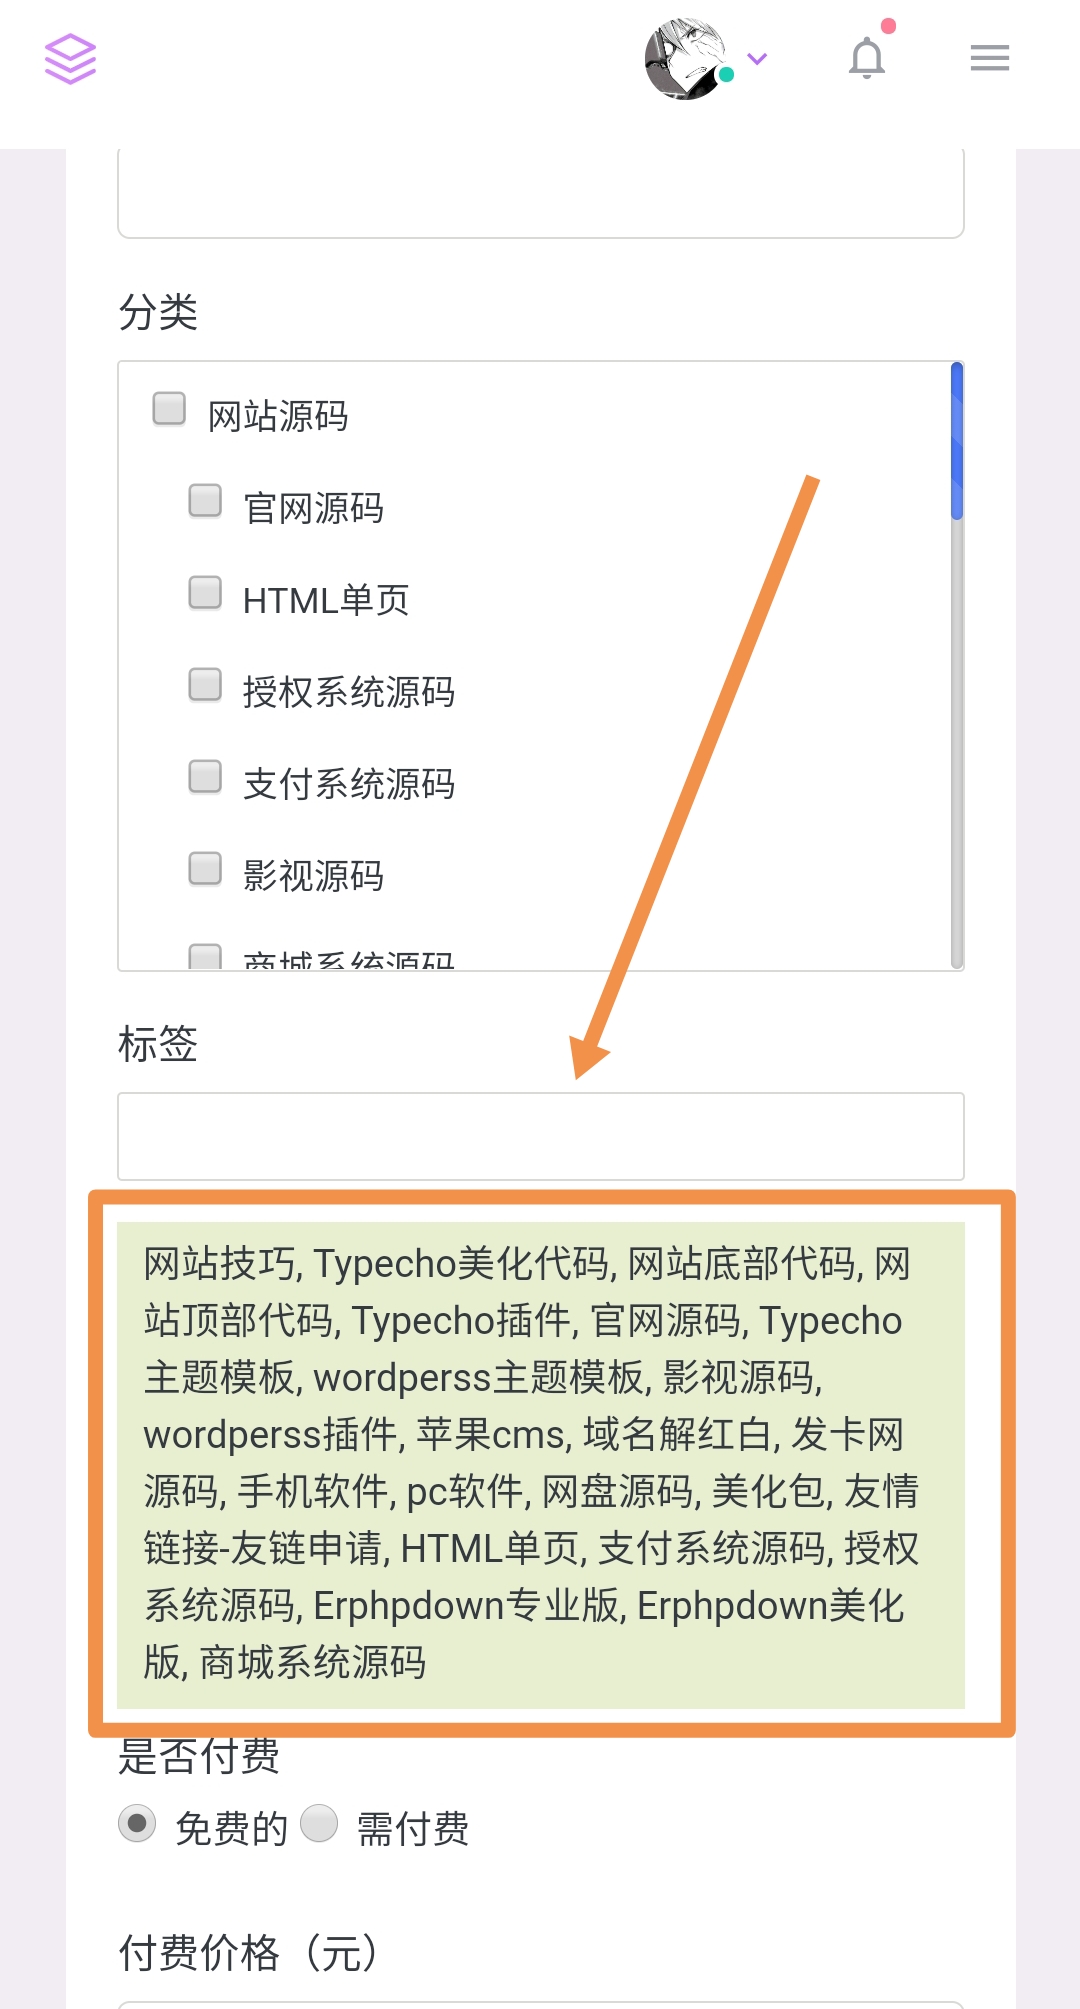 分类
网站源码
官网源码
HTML单页
授权系统源码
支付系统源码
影视源码
商城系统源码
标签
网站技巧, Typecho美化代码, 网站底部代码, 网
站顶部代码, Typecho插件, 官网源码, Typecho
主题模板, wordperss主题模板, 影视源码,
wordperss插件, 苹果cms, 域名解红白, 发卡网
源码, 手机软件, pc软件, 网盘源码, 美化包, 友情
链接-友链申请, HTML单页, 支付系统源码, 授权
系统源码, Erphpdown专业版, Erphpdown美化
版, 商城系统源码
是否付费
免费的 需付费
付费价格（元）